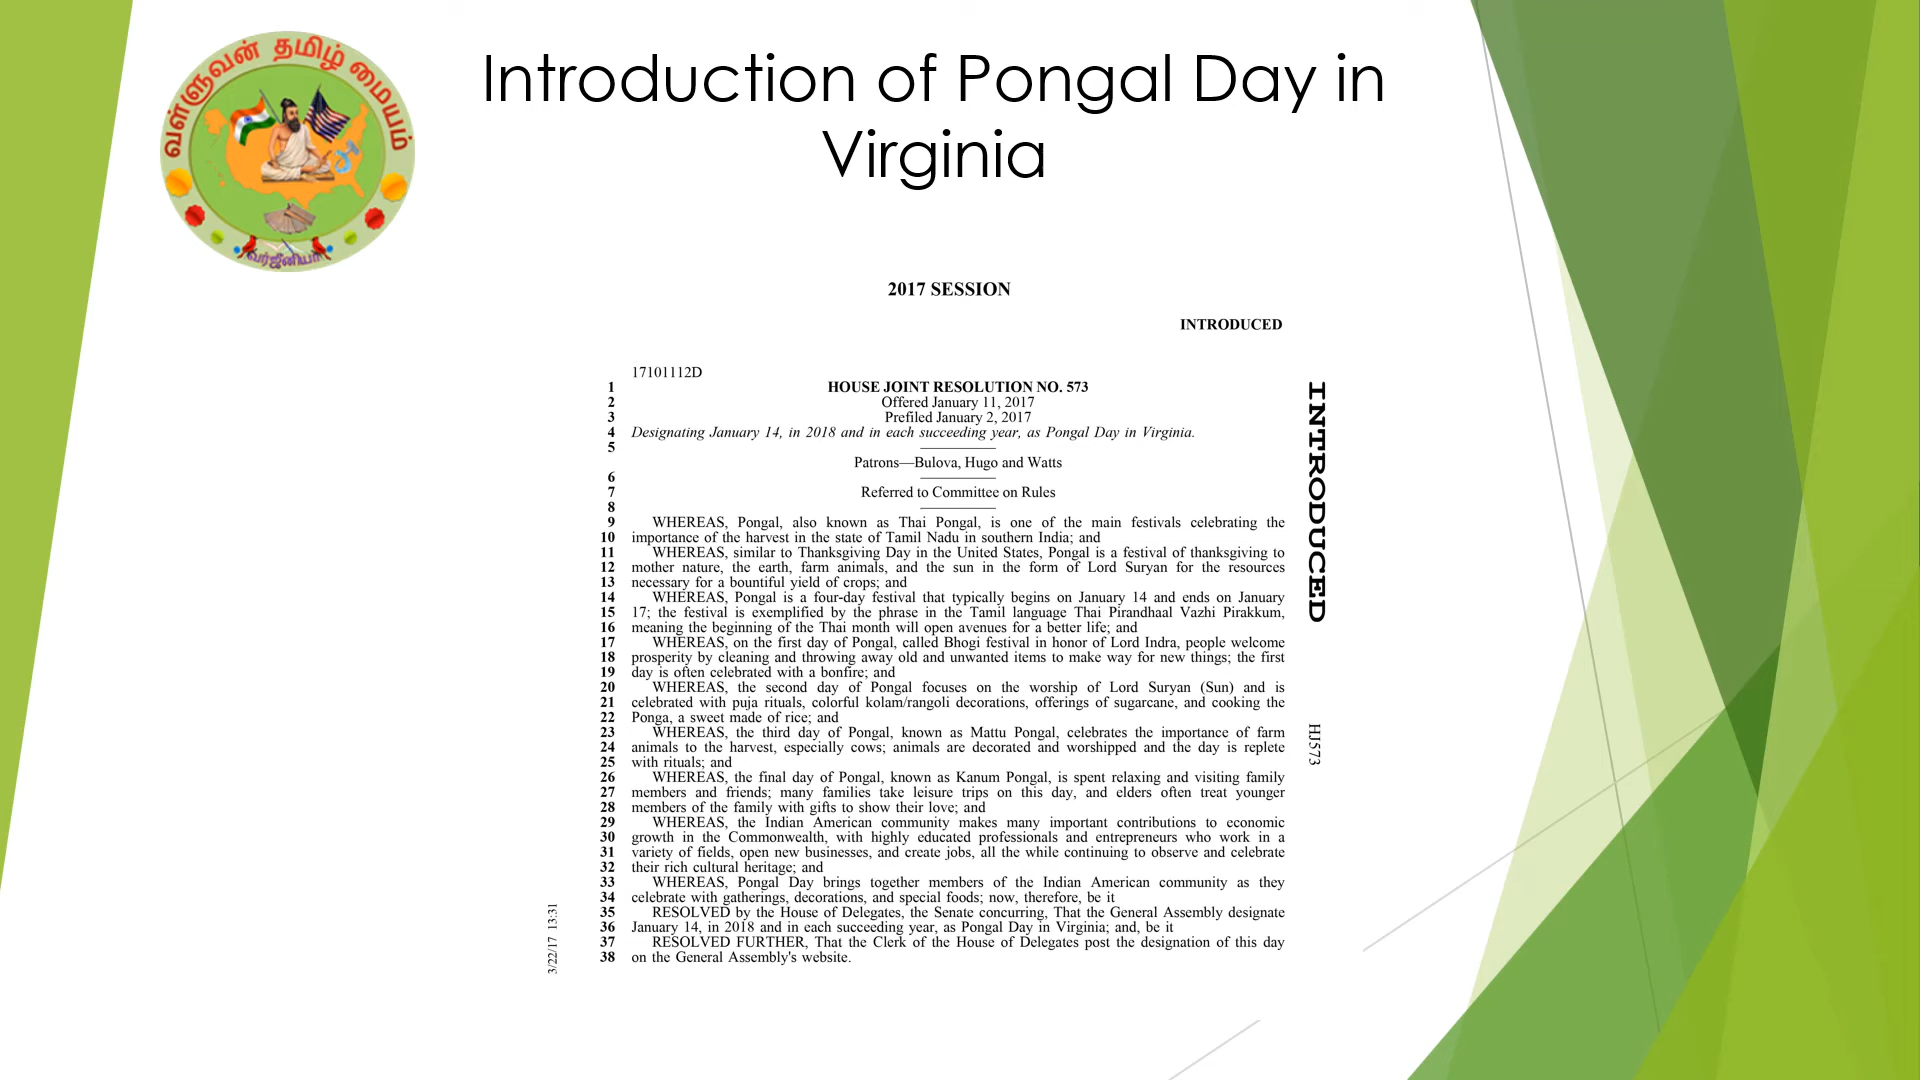 வள்ளுவன் தமிழ் மையம்
வர்ஜீனியா
Introduction of Pongal Day in
Virginia
2017 SESSION
INTRODUCED
17101112D
1 HOUSE JOINT RESOLUTION NO. 573
2 Offered January 11, 2017
3 Prefiled January 2, 2017
4 Designating January 14, in 2018 and in each succeeding year, as Pongal Day in Virginia.
5
Patrons—Bulova, Hugo and Watts
6
7 Referred to Committee on Rules
8
9 WHEREAS, Pongal, also known as Thai Pongal, is one of the main festivals celebrating the
10 importance of the harvest in the state of Tamil Nadu in southern India; and
11 WHEREAS, similar to Thanksgiving Day in the United States, Pongal is a festival of thanksgiving to
12 mother nature, the earth, farm animals, and the sun in the form of Lord Suryan for the resources
13 necessary for a bountiful yield of crops; and
14 WHEREAS, Pongal is a four-day festival that typically begins on January 14 and ends on January
15 17; the festival is exemplified by the phrase in the Tamil language Thai Pirandhaal Vazhi Pirakkum,
16 meaning the beginning of the Thai month will open avenues for a better life; and
17 WHEREAS, on the first day of Pongal, called Bhogi festival in honor of Lord Indra, people welcome
18 prosperity by cleaning and throwing away old and unwanted items to make way for new things; the first
19 day is often celebrated with a bonfire; and
20 WHEREAS, the second day of Pongal focuses on the worship of Lord Suryan (Sun) and is
21 celebrated with puja rituals, colorful kolam/rangoli decorations, offerings of sugarcane, and cooking the
22 Ponga, a sweet made of rice; and
23 WHEREAS, the third day of Pongal, known as Mattu Pongal, celebrates the importance of farm
24 animals to the harvest, especially cows; animals are decorated and worshipped and the day is replete
25 with rituals; and
26 WHEREAS, the final day of Pongal, known as Kanum Pongal, is spent relaxing and visiting family
27 members and friends; many families take leisure trips on this day, and elders often treat younger
28 members of the family with gifts to show their love; and
29 WHEREAS, the Indian American community makes many important contributions to economic
30 growth in the Commonwealth, with highly educated professionals and entrepreneurs who work in a
31 variety of fields, open new businesses, and create jobs, all the while continuing to observe and celebrate
32 their rich cultural heritage; and
33 WHEREAS, Pongal Day brings together members of the Indian American community as they
34 celebrate with gatherings, decorations, and special foods; now, therefore, be it
35 RESOLVED by the House of Delegates, the Senate concurring, That the General Assembly designate
36 January 14, in 2018 and in each succeeding year, as Pongal Day in Virginia; and, be it
37 RESOLVED FURTHER, That the Clerk of the House of Delegates post the designation of this day
38 on the General Assembly's website.
INTRODUCED
HJ573
3/22/17 13:31